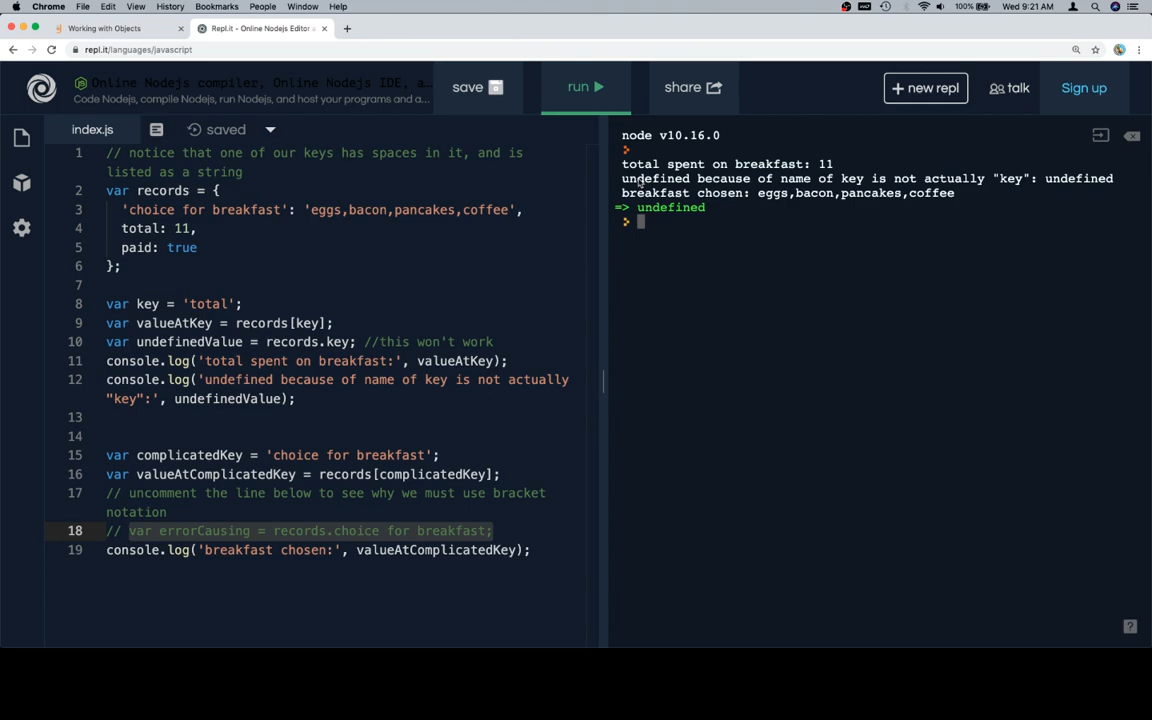 Chrome File Edit View History Bookmarks People Window Help 100% Wed 9:21 AM
Working with Objects × Repl.it - Online Nodejs Editor a × +
repl.it/languages/javascript
Online Nodejs compiler, Online Nodejs IDE, a...
Code Nodejs, compile Nodejs, run Nodejs, and host your programs and a...
save run share + new repl talk Sign up
index.js saved
1 // notice that one of our keys has spaces in it, and is
listed as a string
2 var records = {
3 'choice for breakfast': 'eggs,bacon,pancakes,coffee',
4 total: 11,
5 paid: true
6 };
7
8 var key = 'total';
9 var valueAtKey = records[key];
10 var undefinedValue = records.key; //this won't work
11 console.log('total spent on breakfast:', valueAtKey);
12 console.log('undefined because of name of key is not actually
"key":', undefinedValue);
13
14
15 var complicatedKey = 'choice for breakfast';
16 var valueAtComplicatedKey = records[complicatedKey];
17 // uncomment the line below to see why we must use bracket
notation
18 // var errorCausing = records.choice for breakfast;
19 console.log('breakfast chosen:', valueAtComplicatedKey);
node v10.16.0
>
total spent on breakfast: 11
undefined because of name of key is not actually "key": undefined
breakfast chosen: eggs,bacon,pancakes,coffee
=> undefined
>
?